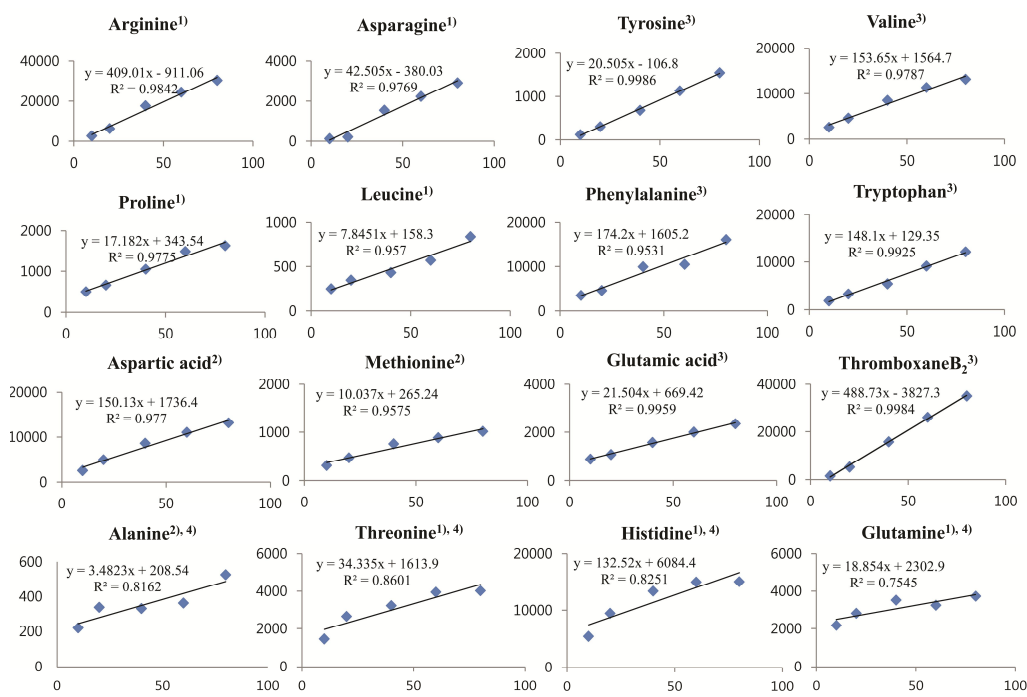 Arginine1)
y = 409.01x - 911.06
R² = 0.9842
40000
20000
0
0
50
100
Asparagine1)
y = 42.505x - 380.03
R² = 0.9769
4000
2000
0
0
50
100
Tyrosine3)
y = 20.505x - 106.8
R² = 0.9986
2000
1000
0
0
50
100
Valine3)
y = 153.65x + 1564.7
R² = 0.9787
20000
10000
0
0
50
100
Proline1)
y = 17.182x + 343.54
R² = 0.9775
2000
1000
0
0
50
100
Leucine1)
y = 7.8451x + 158.3
R² = 0.957
1000
500
0
0
50
100
Phenylalanine3)
y = 174.2x + 1605.2
R² = 0.9531
20000
10000
0
0
50
100
Tryptophan3)
y = 148.1x + 129.35
R² = 0.9925
20000
10000
0
0
50
100
Aspartic acid2)
y = 150.13x + 1736.4
R² = 0.977
20000
10000
0
0
50
100
Methionine2)
y = 10.037x + 265.24
R² = 0.9575
2000
1000
0
0
50
100
Glutamic acid3)
y = 21.504x + 669.42
R² = 0.9959
4000
2000
0
0
50
100
ThromboxaneB₂3)
y = 488.73x - 3827.3
R² = 0.9984
40000
20000
0
0
50
100
Alanine2), 4)
y = 3.4823x + 208.54
R² = 0.8162
600
400
200
0
0
50
100
Threonine1), 4)
y = 34.335x + 1613.9
R² = 0.8601
6000
4000
2000
0
0
50
100
Histidine1), 4)
y = 132.52x + 6084.4
R² = 0.8251
20000
10000
0
0
50
100
Glutamine1), 4)
y = 18.854x + 2302.9
R² = 0.7545
6000
4000
2000
0
0
50
100